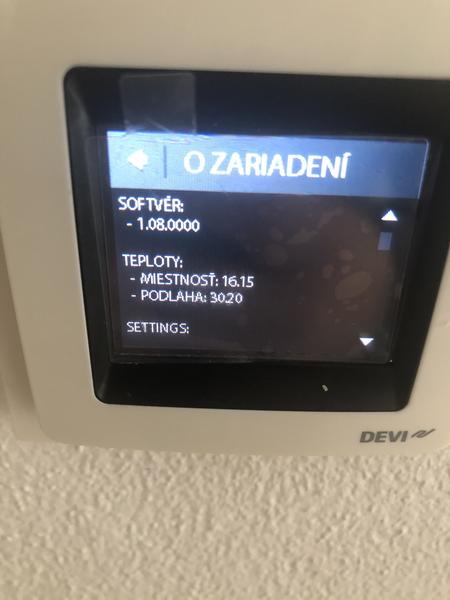 O ZARIADENÍ
SOFTVÉR:
- 1.08.0000
TEPLOTY:
- MIESTNOSŤ: 16.15
- PODLAHA: 30.20
SETTINGS:
DEVI